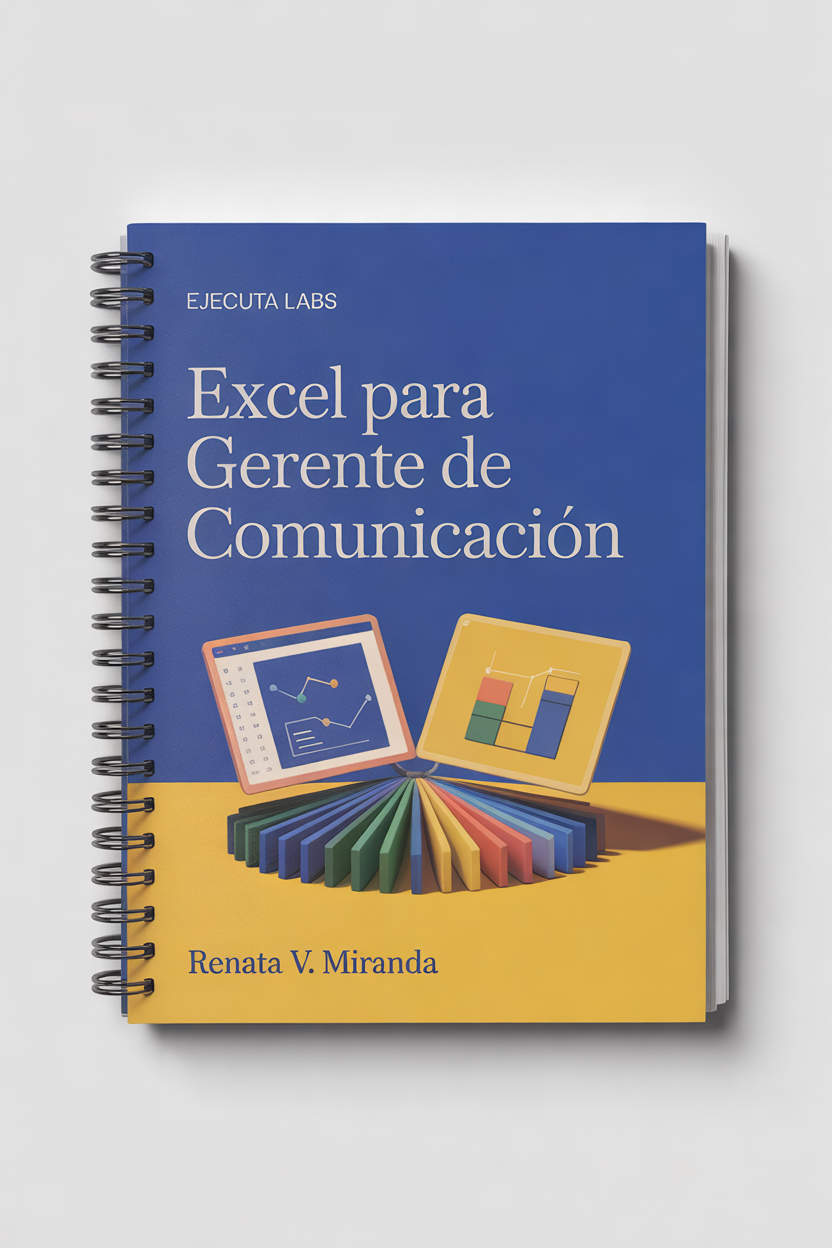 EJECUTA LABS
Excel para
Gerente de
Comunicación
Renata V. Miranda